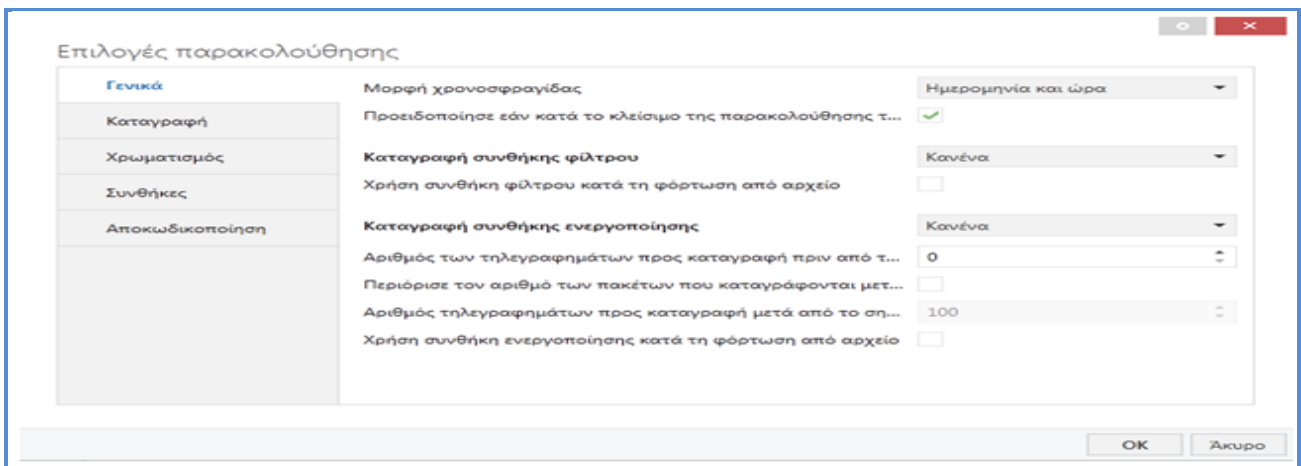 Επιλογές παρακολούθησης
Γενικά
Καταγραφή
Χρωματισμός
Συνθήκες
Αποκωδικοποίηση
Μορφή χρονοσφραγίδας Ημερομηνία και ώρα
Προειδοποίησε εάν κατά το κλείσιμο της παρακολούθησης τ...
Καταγραφή συνθήκης φίλτρου Κανένα
Χρήση συνθήκη φίλτρου κατά τη φόρτωση από αρχείο
Καταγραφή συνθήκης ενεργοποίησης Κανένα
Αριθμός των τηλεγραφημάτων προς καταγραφή πριν από τ... 0
Περιόρισε τον αριθμό των πακέτων που καταγράφονται μετ...
Αριθμός τηλεγραφημάτων προς καταγραφή μετά από το ση... 100
Χρήση συνθήκη ενεργοποίησης κατά τη φόρτωση από αρχείο
OK Άκυρο